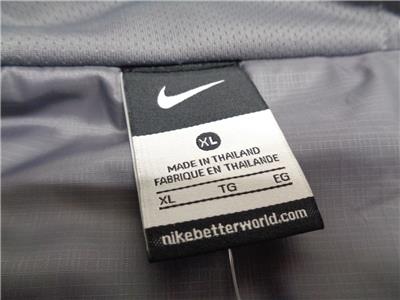 XL
MADE IN THAILAND
FABRIQUE EN THAILANDE
XL TG EG
nikebetterworld.com